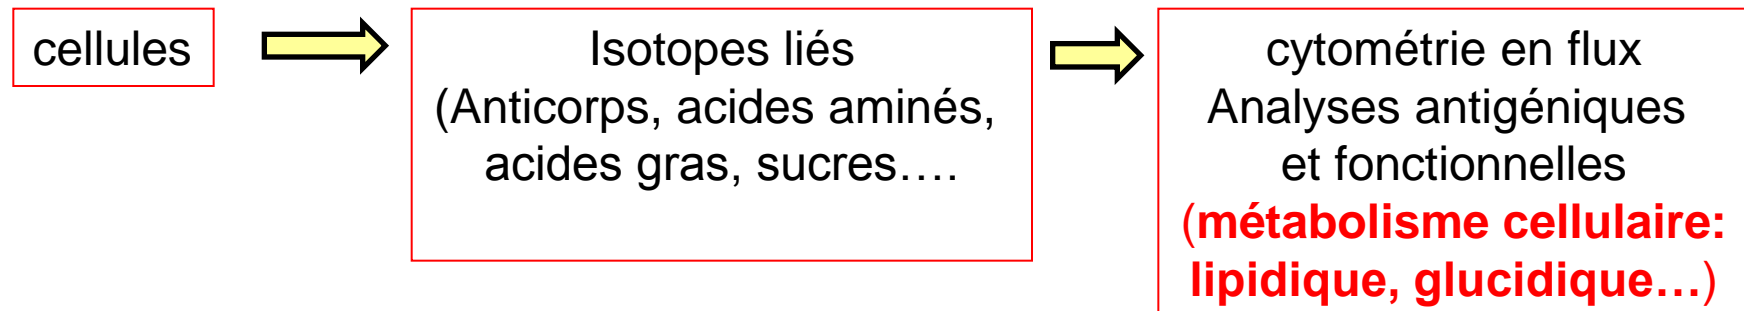 cellules
Isotopes liés
(Anticorps, acides aminés,
acides gras, sucres….
cytométrie en flux
Analyses antigéniques
et fonctionnelles
(métabolisme cellulaire:
lipidique, glucidique…)